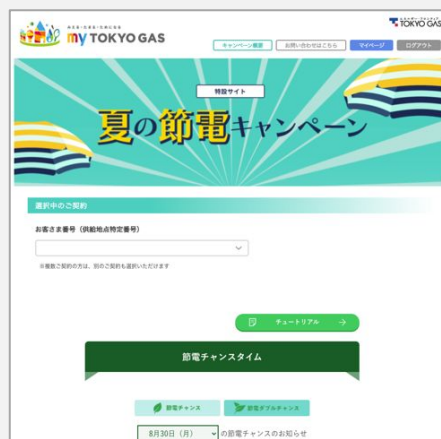 my TOKYO GAS
TOKYO GAS
キャンペーン概要
お問い合わせはこちら
マイページ
ログアウト
特設サイト
夏の節電キャンペーン
選択中のご契約
お客さま番号（供給地点特定番号）
※複数ご契約の方は、別のご契約も選択いただけます
チュートリアル
節電チャンスタイム
節電チャンス
節電ダブルチャンス
8月30日（月）の節電チャンスのお知らせ